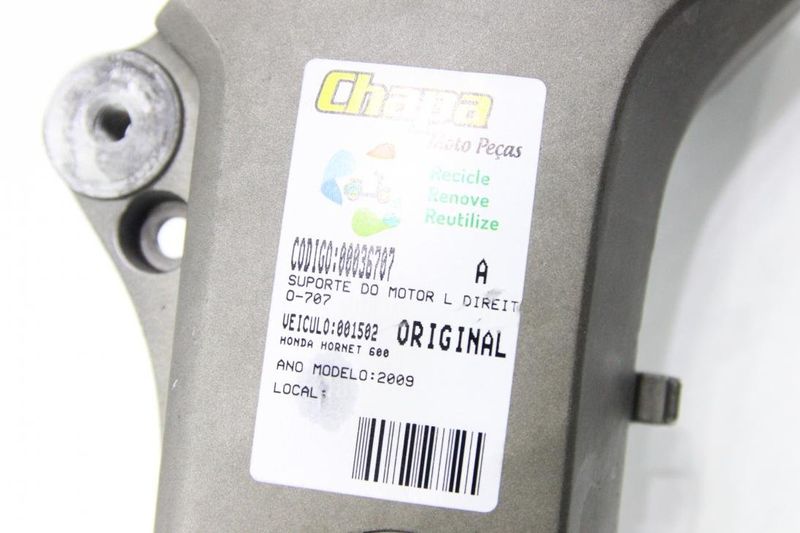 Chapa
Moto Peças
Recicle
Renove
Reutilize
CODIGO:00036707 A
SUPORTE DO MOTOR L DIREIT
O-707
VEICULO:001502 ORIGINAL
HONDA HORNET 600
ANO MODELO:2009
LOCAL: